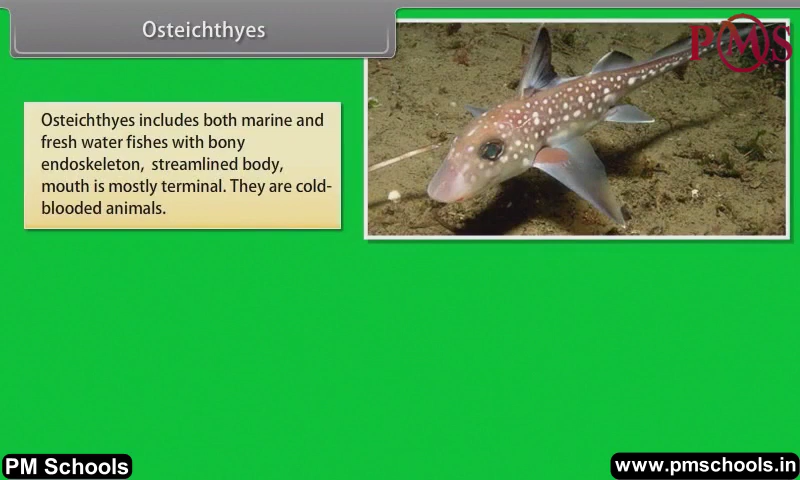 Osteichthyes
PMS
Osteichthyes includes both marine and
fresh water fishes with bony
endoskeleton, streamlined body,
mouth is mostly terminal. They are cold-
blooded animals.
PM Schools
www.pmschools.in